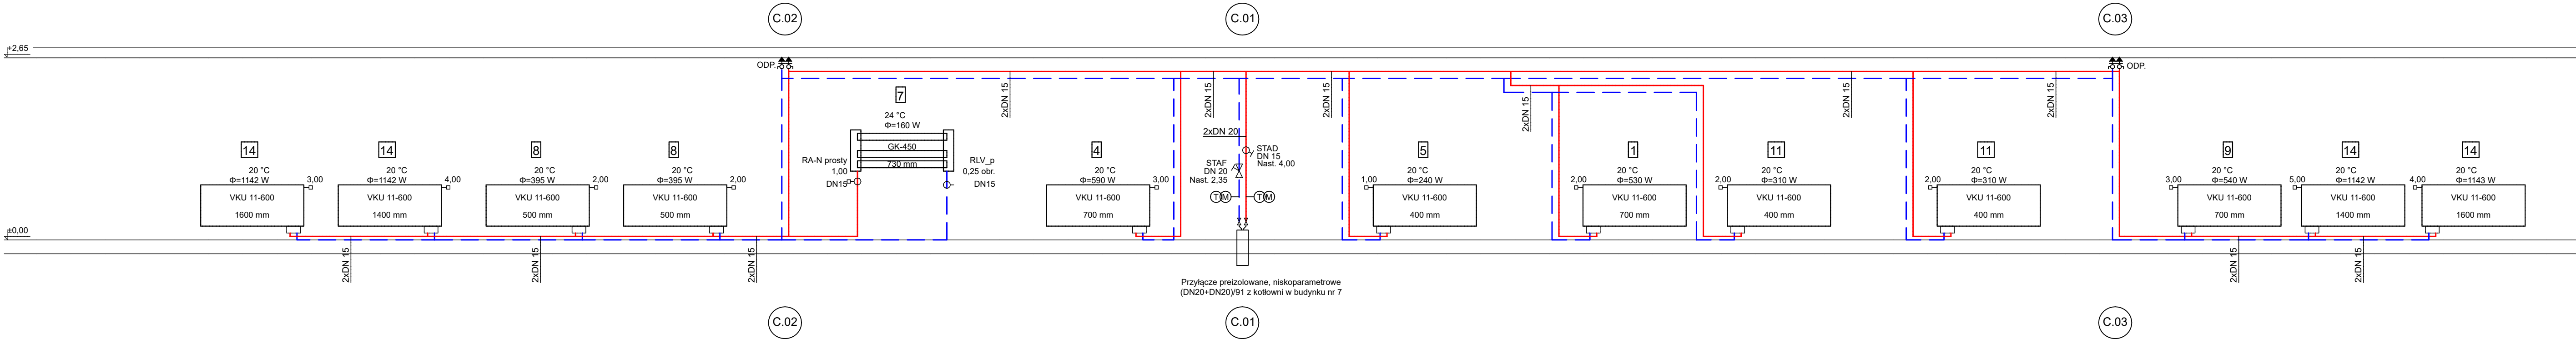 C.02
C.01
C.03
+2,65
ODP.
ODP.
2xDN 15
2xDN 15
2xDN 15
2xDN 15
2xDN 15
2xDN 15
14
20 °C
Φ=1142 W
3,00
VKU 11-600
1600 mm
14
20 °C
Φ=1142 W
4,00
VKU 11-600
1400 mm
8
20 °C
Φ=395 W
2,00
VKU 11-600
500 mm
8
20 °C
Φ=395 W
2,00
VKU 11-600
500 mm
7
24 °C
Φ=160 W
GK-450
730 mm
RA-N prosty
1,00
DN15
RLV_p
0,25 obr.
DN15
4
20 °C
Φ=590 W
3,00
VKU 11-600
700 mm
2xDN 20
STAF
DN 20
Nast. 2,35
STAD
DN 15
Nast. 4,00
T M
T M
5
20 °C
1,00
Φ=240 W
VKU 11-600
400 mm
1
20 °C
2,00
Φ=530 W
VKU 11-600
700 mm
11
20 °C
2,00
Φ=310 W
VKU 11-600
400 mm
11
20 °C
2,00
Φ=310 W
VKU 11-600
400 mm
9
20 °C
3,00
Φ=540 W
VKU 11-600
700 mm
14
20 °C
5,00
Φ=1142 W
VKU 11-600
1400 mm
14
20 °C
4,00
Φ=1143 W
VKU 11-600
1600 mm
±0,00
2xDN 15
2xDN 15
2xDN 15
2xDN 15
2xDN 15
Przyłącze preizolowane, niskoparametrowe
(DN20+DN20)/91 z kotłowni w budynku nr 7
C.02
C.01
C.03